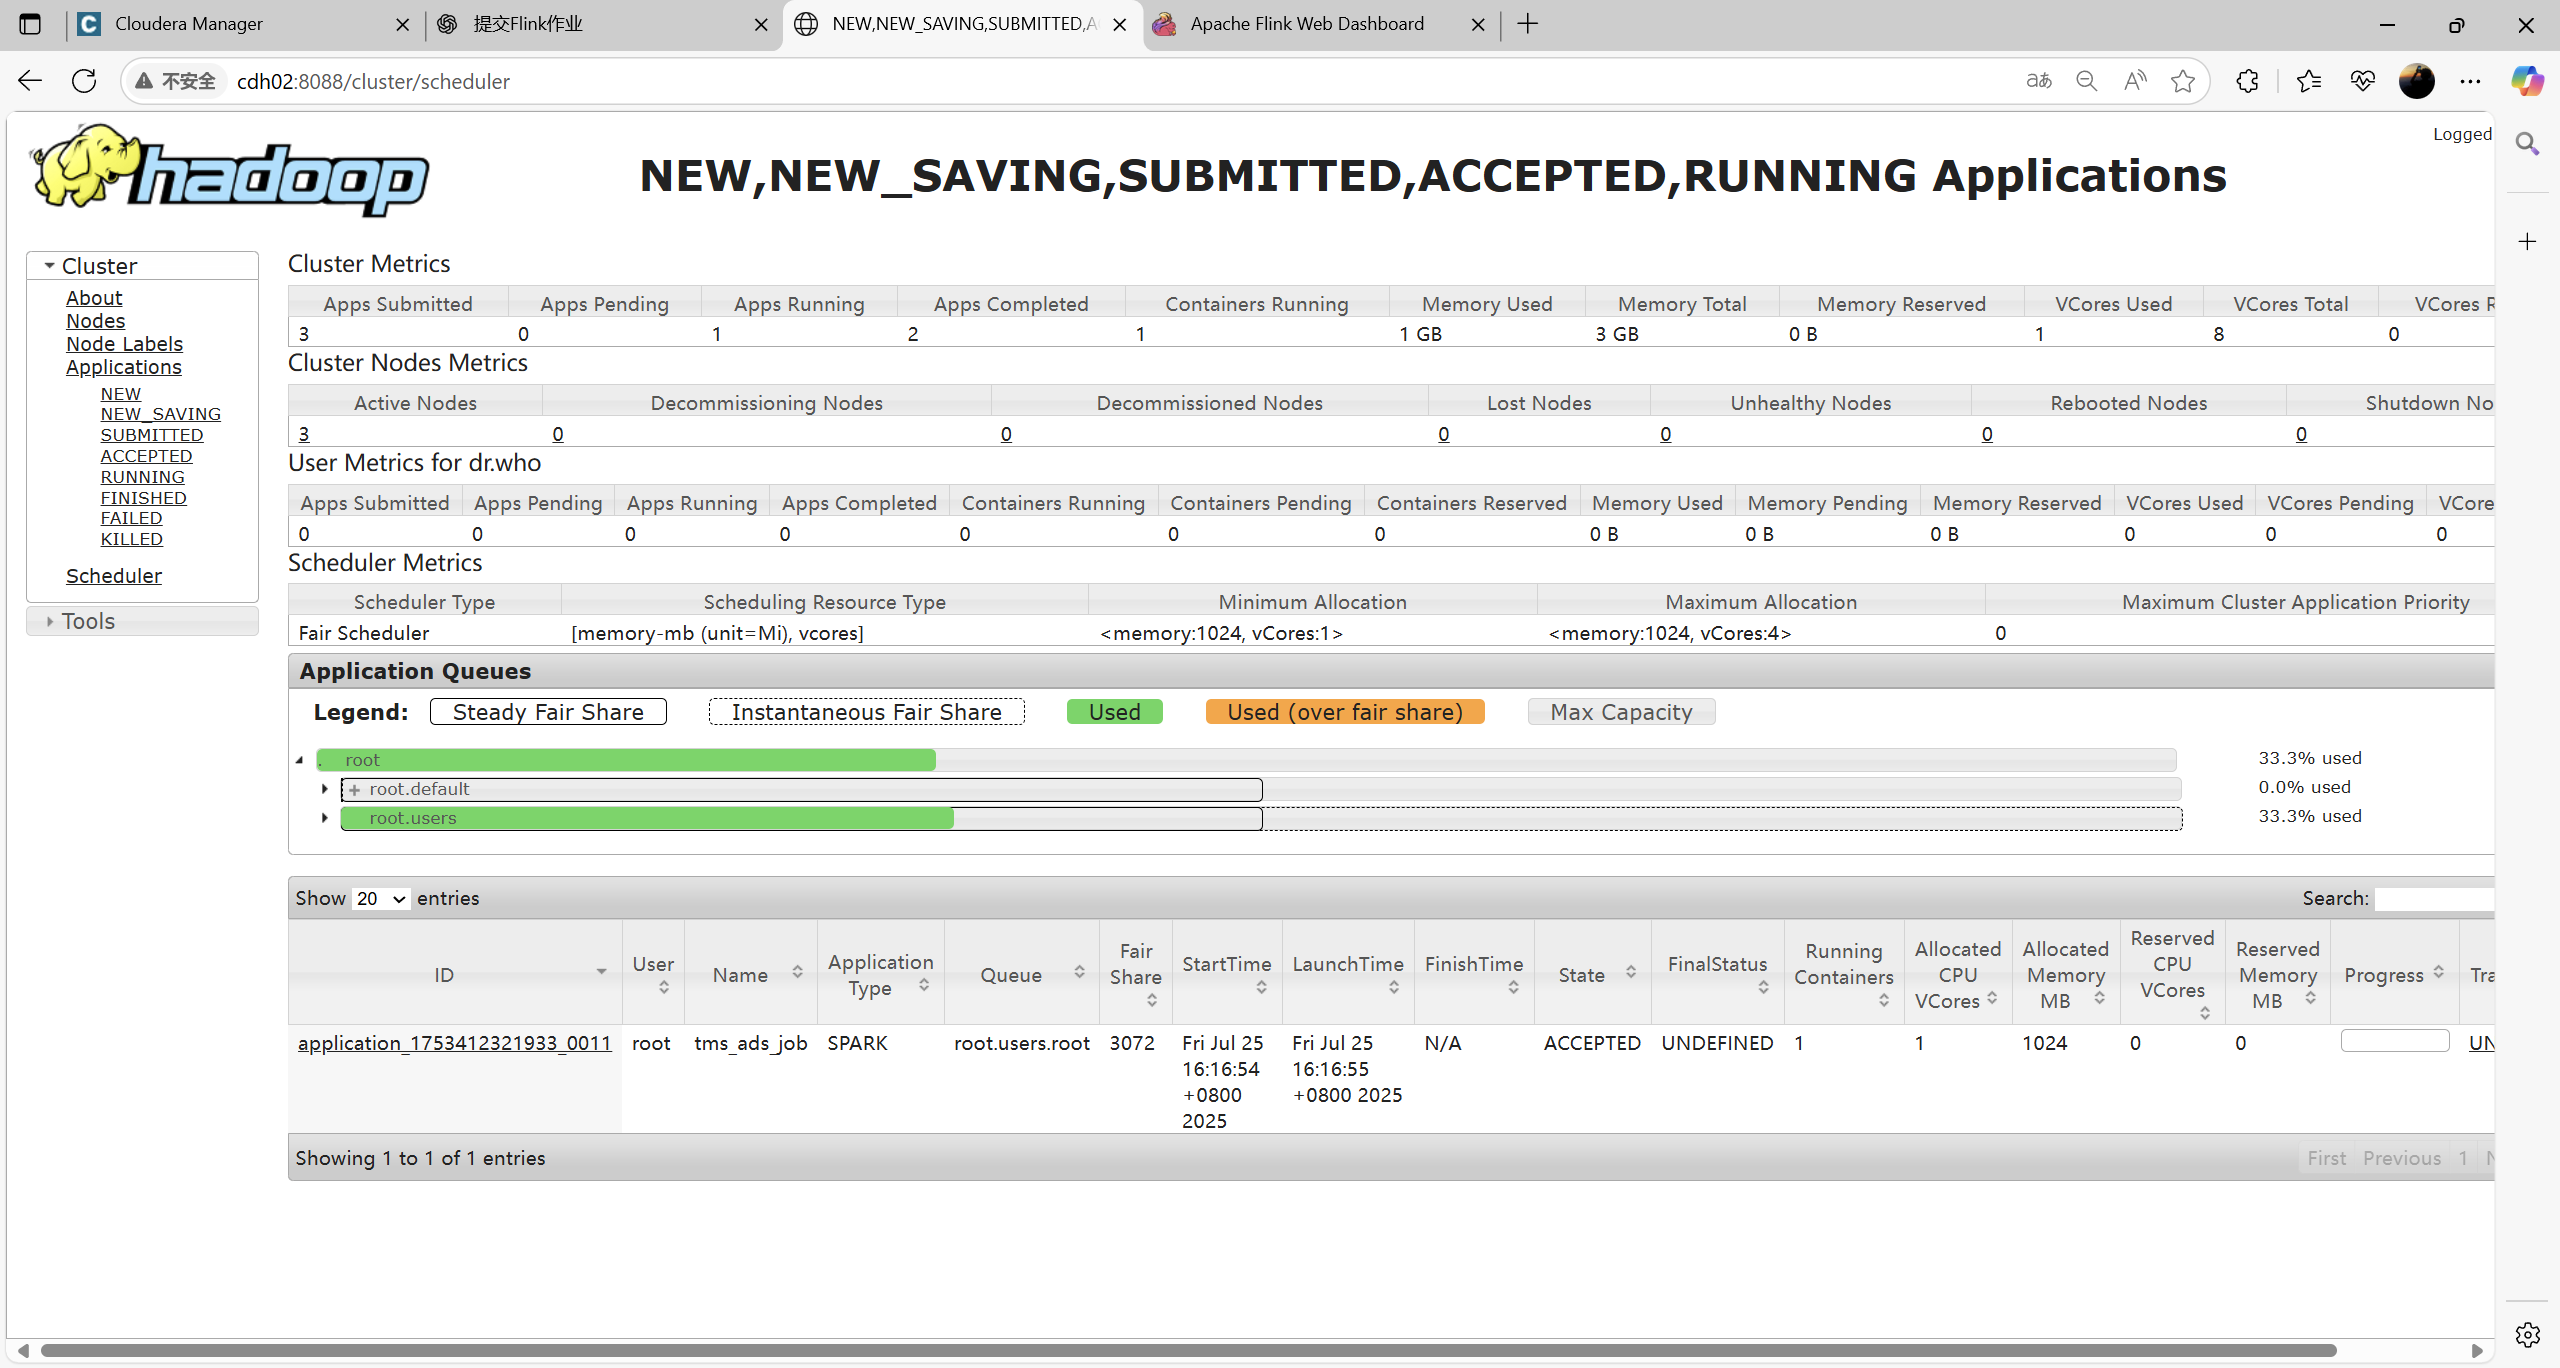 Cloudera Manager
提交Flink作业
NEW,NEW_SAVING,SUBMITTED,A
Apache Flink Web Dashboard
不安全
cdh02:8088/cluster/scheduler
hadoop
NEW,NEW_SAVING,SUBMITTED,ACCEPTED,RUNNING Applications
Logged
Cluster
About
Nodes
Node Labels
Applications
NEW
NEW_SAVING
SUBMITTED
ACCEPTED
RUNNING
FINISHED
FAILED
KILLED
Scheduler
Tools
Cluster Metrics
Apps Submitted Apps Pending Apps Running Apps Completed Containers Running Memory Used Memory Total Memory Reserved VCores Used VCores Total VCores R
3 0 1 2 1 1 GB 3 GB 0 B 1 8 0
Cluster Nodes Metrics
Active Nodes Decommissioning Nodes Decommissioned Nodes Lost Nodes Unhealthy Nodes Rebooted Nodes Shutdown No
3 0 0 0 0 0 0
User Metrics for dr.who
Apps Submitted Apps Pending Apps Running Apps Completed Containers Running Containers Pending Containers Reserved Memory Used Memory Pending Memory Reserved VCores Used VCores Pending VCore
0 0 0 0 0 0 0 0 B 0 B 0 B 0 0 0
Scheduler Metrics
Scheduler Type Scheduling Resource Type Minimum Allocation Maximum Allocation Maximum Cluster Application Priority
Fair Scheduler [memory-mb (unit=Mi), vcores] <memory:1024, vCores:1> <memory:1024, vCores:4> 0
Application Queues
Legend: Steady Fair Share Instantaneous Fair Share Used Used (over fair share) Max Capacity
. root 33.3% used
+ root.default 0.0% used
root.users 33.3% used
Show 20 entries Search:
ID User Name Application Type Queue Fair Share StartTime LaunchTime FinishTime State FinalStatus Running Containers Allocated CPU VCores Allocated Memory MB Reserved CPU VCores Reserved Memory MB Progress Tra
application_1753412321933_0011 root tms_ads_job SPARK root.users.root 3072 Fri Jul 25 16:16:54 +0800 2025 Fri Jul 25 16:16:55 +0800 2025 N/A ACCEPTED UNDEFINED 1 1 1024 0 0 UN
Showing 1 to 1 of 1 entries First Previous 1 N